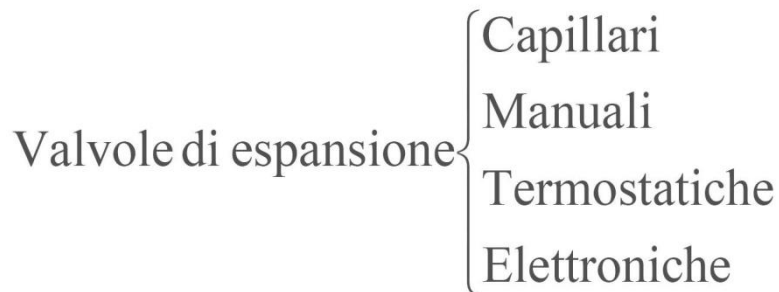 Valvole di espansione
Capillari
Manuali
Termostatiche
Elettroniche